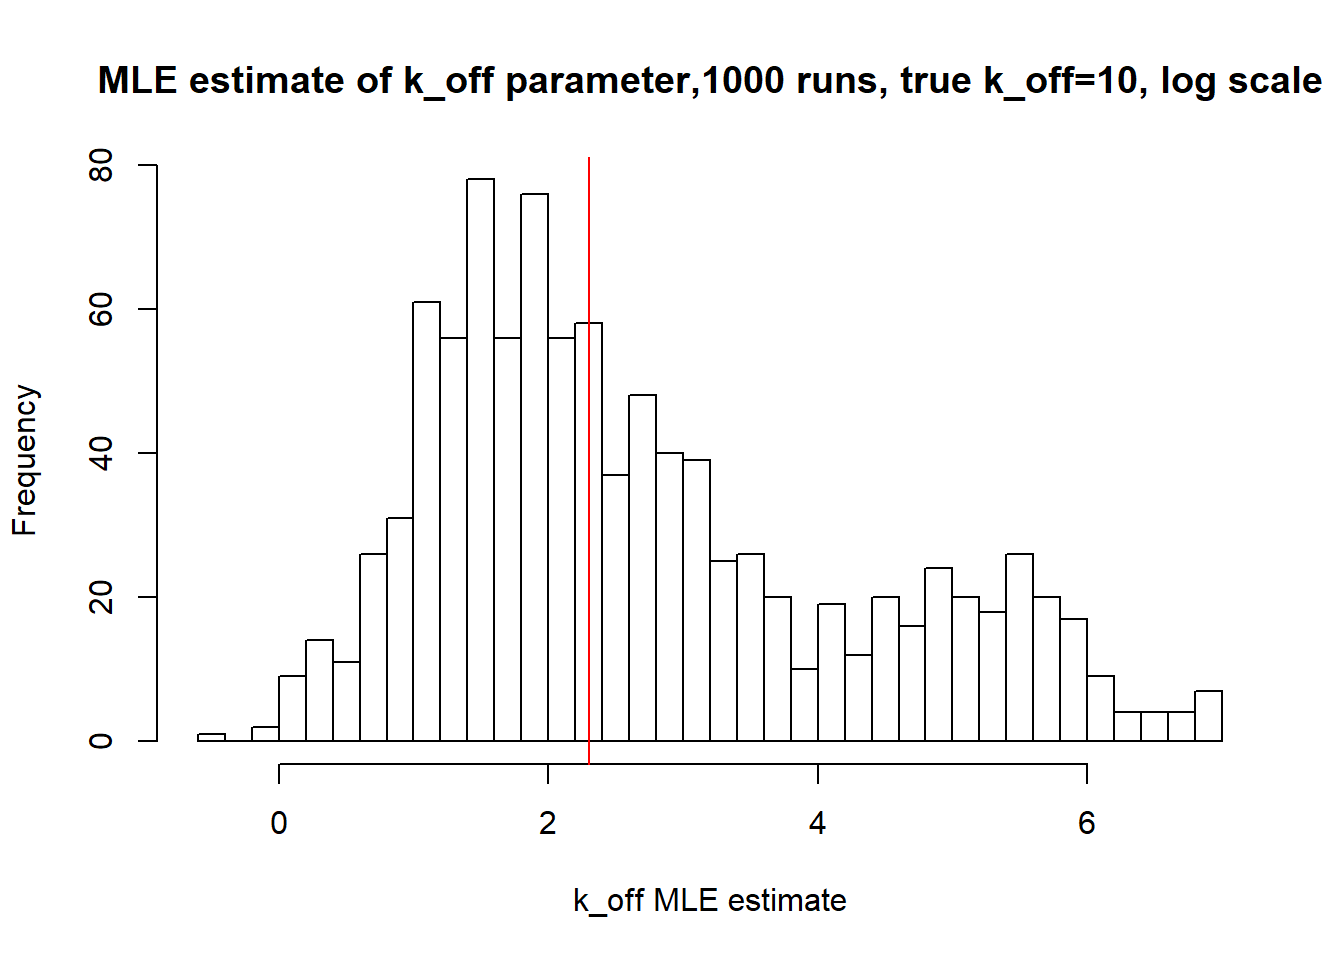 MLE estimate of k_off parameter,1000 runs, true k_off=10, log scale
80
60
40
20
0
Frequency
0 2 4 6
k_off MLE estimate